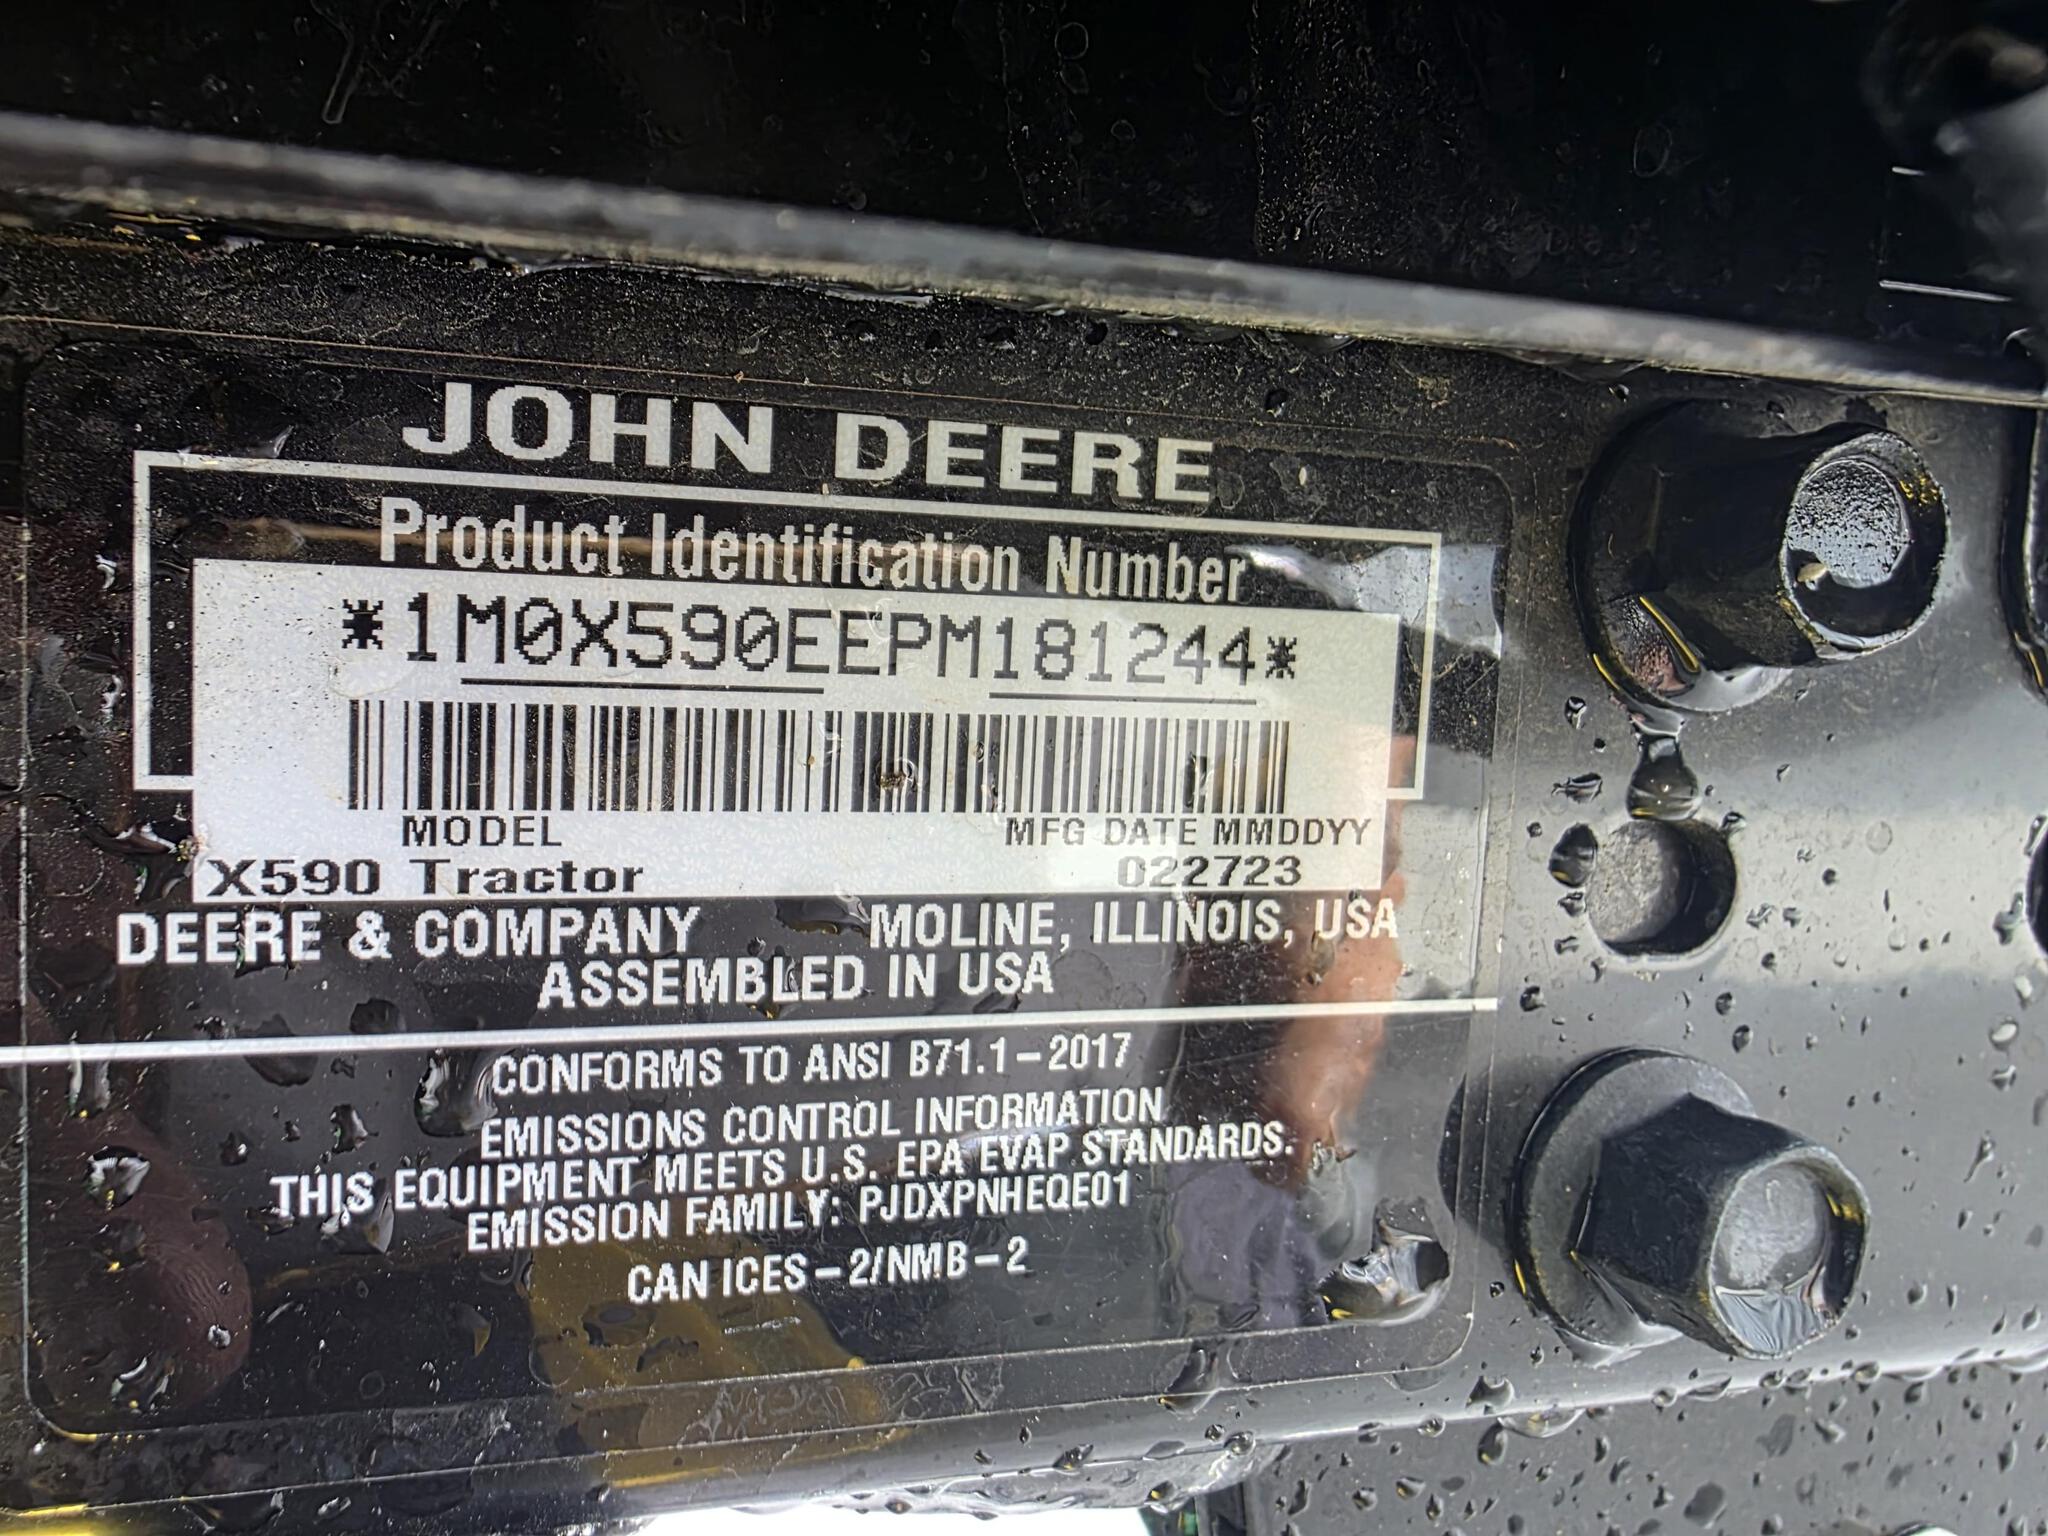 JOHN DEERE
Product Identification Number
*1M0X590EEPM181244*
MODEL MFG DATE MMDDYY
X590 Tractor 022723
DEERE & COMPANY MOLINE, ILLINOIS, USA
ASSEMBLED IN USA
CONFORMS TO ANSI B71.1-2017
EMISSIONS CONTROL INFORMATION
THIS EQUIPMENT MEETS U.S. EPA EVAP STANDARDS.
EMISSION FAMILY: PJDXPNHEQE01
CAN ICES-2/NMB-2